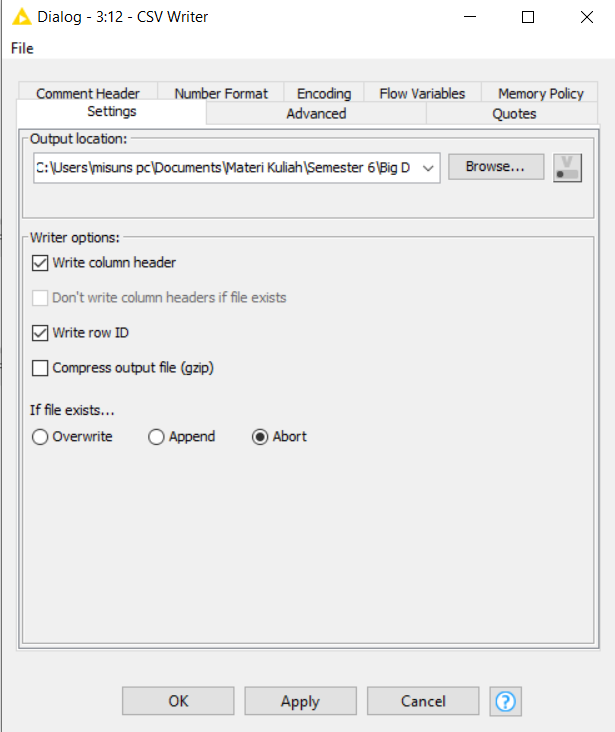 Dialog - 3:12 - CSV Writer
File
Comment Header Number Format Encoding Flow Variables Memory Policy
Settings Advanced Quotes
Output location:
C:\Users\misuns pc\Documents\Materi Kuliah\Semester 6\Big D
Browse...
V
Writer options:
Write column header
Don't write column headers if file exists
Write row ID
Compress output file (gzip)
If file exists...
Overwrite Append Abort
OK Apply Cancel ?